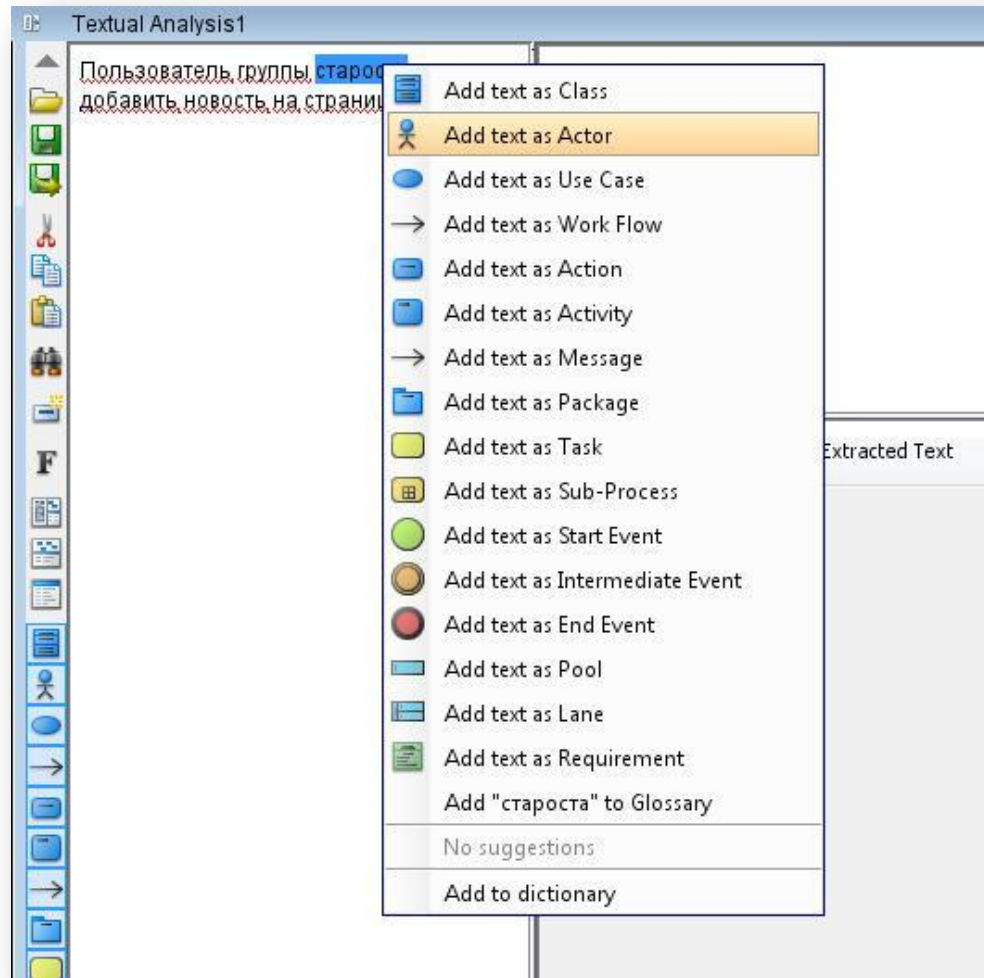 Textual Analysis1
Пользователь группы
добавить новость на
Add text as Class
Add text as Actor
Add text as Use Case
Add text as Work Flow
Add text as Action
Add text as Activity
Add text as Message
Add text as Package
Add text as Task
Extracted Text
Add text as Sub-Process
Add text as Start Event
Add text as Intermediate Event
Add text as End Event
Add text as Pool
Add text as Lane
Add text as Requirement
Add "староста" to Glossary
No suggestions
Add to dictionary
F